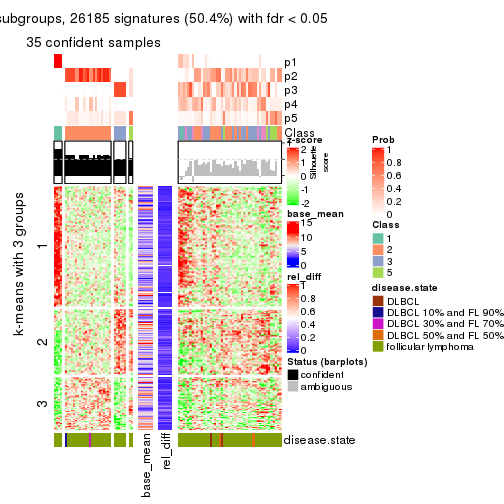 subgroups, 26185 signatures (50.4%) with fdr < 0.05
35 confident samples
p1
p2
p3
p4
p5
Class
k-means with 3 groups
1
2
3
base_mean
rel_diff
disease.state
z-score
2
1
0
-1
-2
Silhouette
score
base_mean
15
10
5
0
rel_diff
1
0.8
0.6
0.4
0.2
0
Status (barplots)
confident
ambiguous
Prob
1
0.8
0.6
0.4
0.2
0
Class
1
2
3
5
disease.state
DLBCL
DLBCL 10% and FL 90%
DLBCL 30% and FL 70%
DLBCL 50% and FL 50%
follicular lymphoma